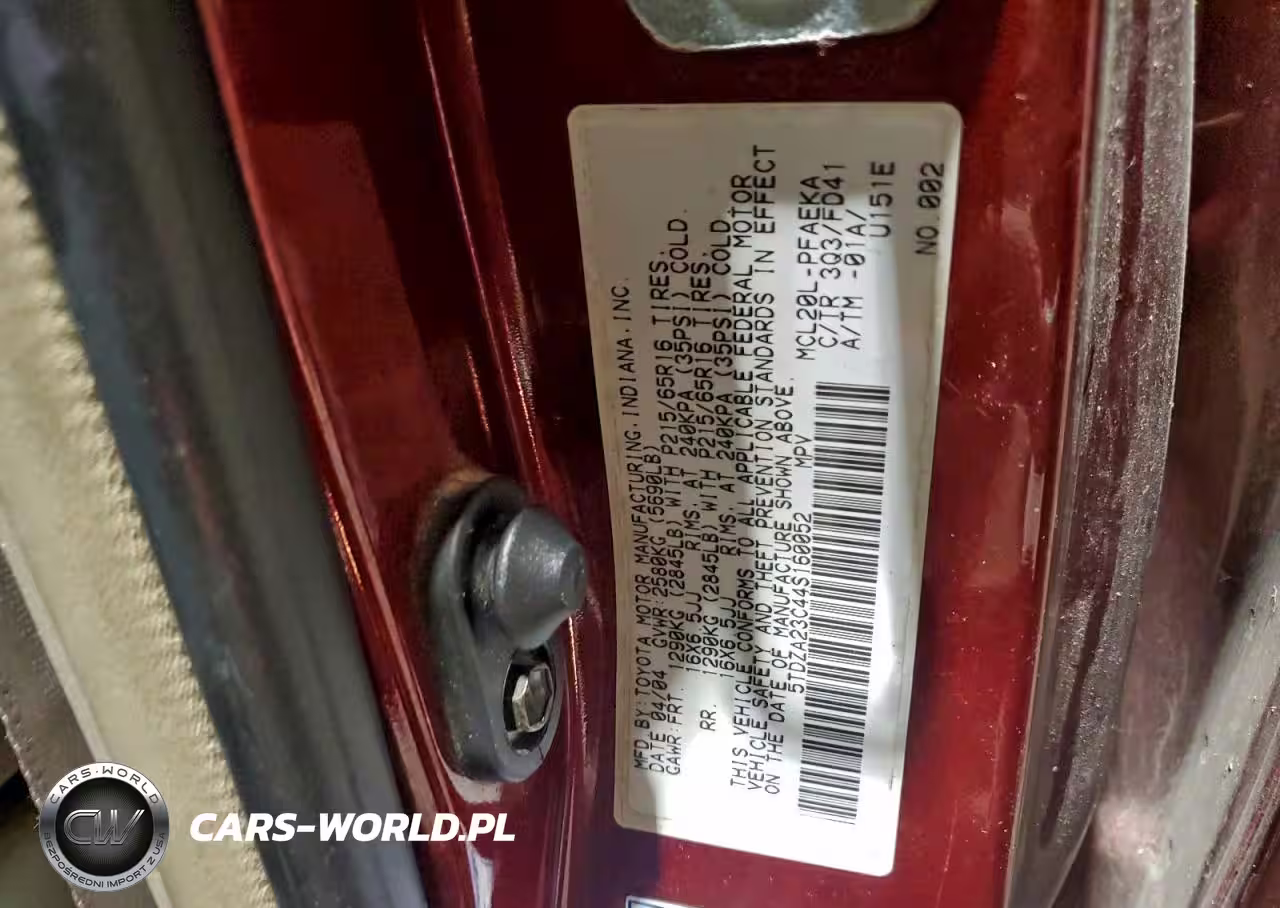 MFD BY:TOYOTA MOTOR MANUFACTURING.INDIANA.INC.
DATE 04/04 GVWR:2580KG (5690LB)
GAWR:FRT. 1290KG (2845LB) WITH P215/65R16 TIRES,
16X6.5JJ RIMS, AT 240KPA (35PSI) COLD.
RR. 1290KG (2845LB) WITH P215/65R16 TIRES,
16X6.5JJ RIMS, AT 240KPA (35PSI) COLD.
THIS VEHICLE CONFORMS TO ALL APPLICABLE FEDERAL MOTOR
VEHICLE SAFETY AND THEFT PREVENTION STANDARDS IN EFFECT
ON THE DATE OF MANUFACTURE SHOWN ABOVE.
5TDZA23C44S160052 MPV
MCL20L-PFAEKA
C/TR 3Q3/FD41
A/TM -01A/
U151E
NO.002
CARS-WORLD
CW
BEZPOŚREDNI IMPORT Z USA
CARS-WORLD.PL